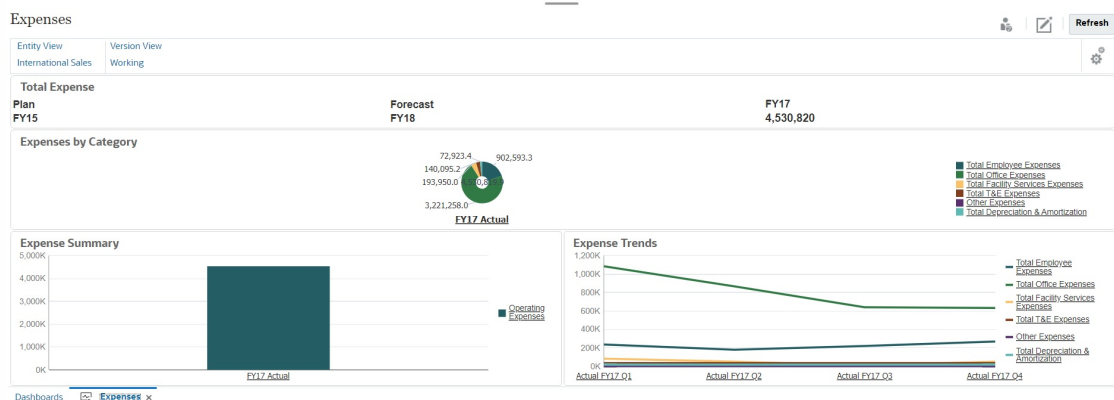 Expenses
Refresh
Entity View Version View
International Sales Working
Total Expense
Plan Forecast FY17
FY15 FY18 4,530,820
Expenses by Category
72,923.4
902,593.3
140,095.2
193,950.0
3,221,258.0
FY17 Actual
Total Employee Expenses
Total Office Expenses
Total Facility Services Expenses
Total T&E Expenses
Other Expenses
Total Depreciation & Amortization
Expense Summary
5,000K
4,000K
3,000K
2,000K
1,000K
0K
FY17 Actual
Operating
Expenses
Expense Trends
1,200K
1,000K
800K
600K
400K
200K
0K
Actual FY17 Q1 Actual FY17 Q2 Actual FY17 Q3 Actual FY17 Q4
Total Employee
Expenses
Total Office Expenses
Total Facility Services
Expenses
Total T&E Expenses
Other Expenses
Total Depreciation &
Amortization
Dashboards Expenses